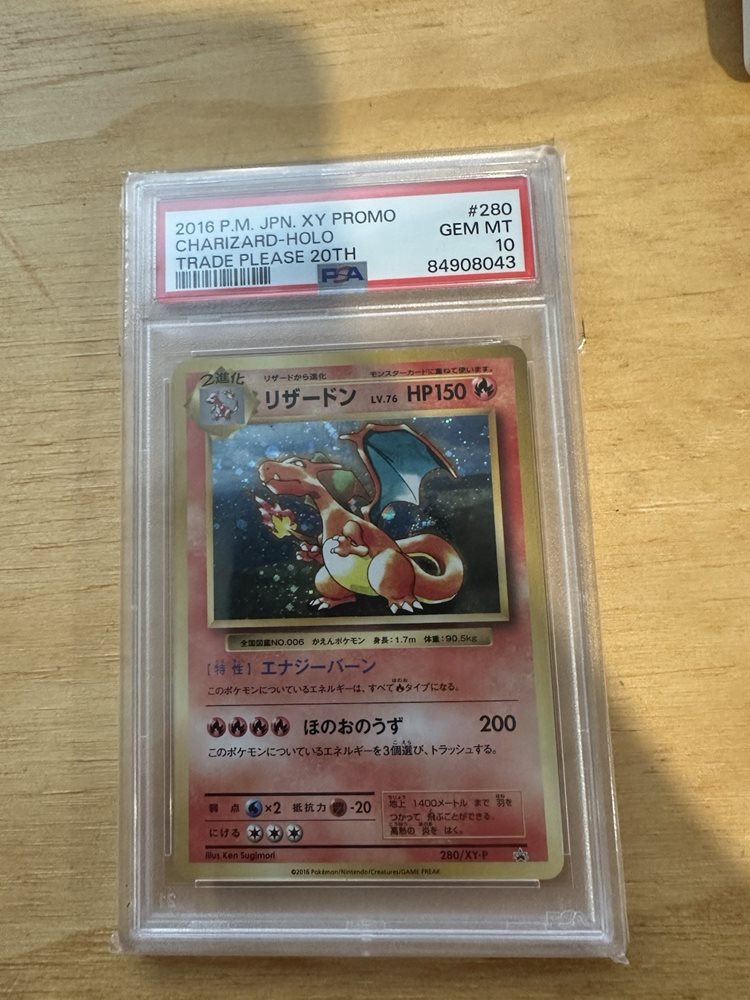 2016 P.M. JPN. XY PROMO #280
CHARIZARD-HOLO GEM MT
TRADE PLEASE 20TH 10
PSA 84908043
2進化 リザードから進化 モンスターカードに重ねて使います。
リザードン LV.76 HP150
全国図鑑NO.006 かえんポケモン 身長:1.7m 体重:90.5kg
[特性] エナジーバーン
このポケモンについているエネルギーは、すべて タイプになる。
ほのおのうず 200
このポケモンについているエネルギーを3個選び、トラッシュする。
弱点 ×2 抵抗力 -20
にげる
地上 1400メートル まで 羽を
つかって 飛ぶことができる。
高熱の 炎を はく。
Illus. Ken Sugimori 280/XY-P
©2016 Pokémon/Nintendo/Creatures/GAME FREAK